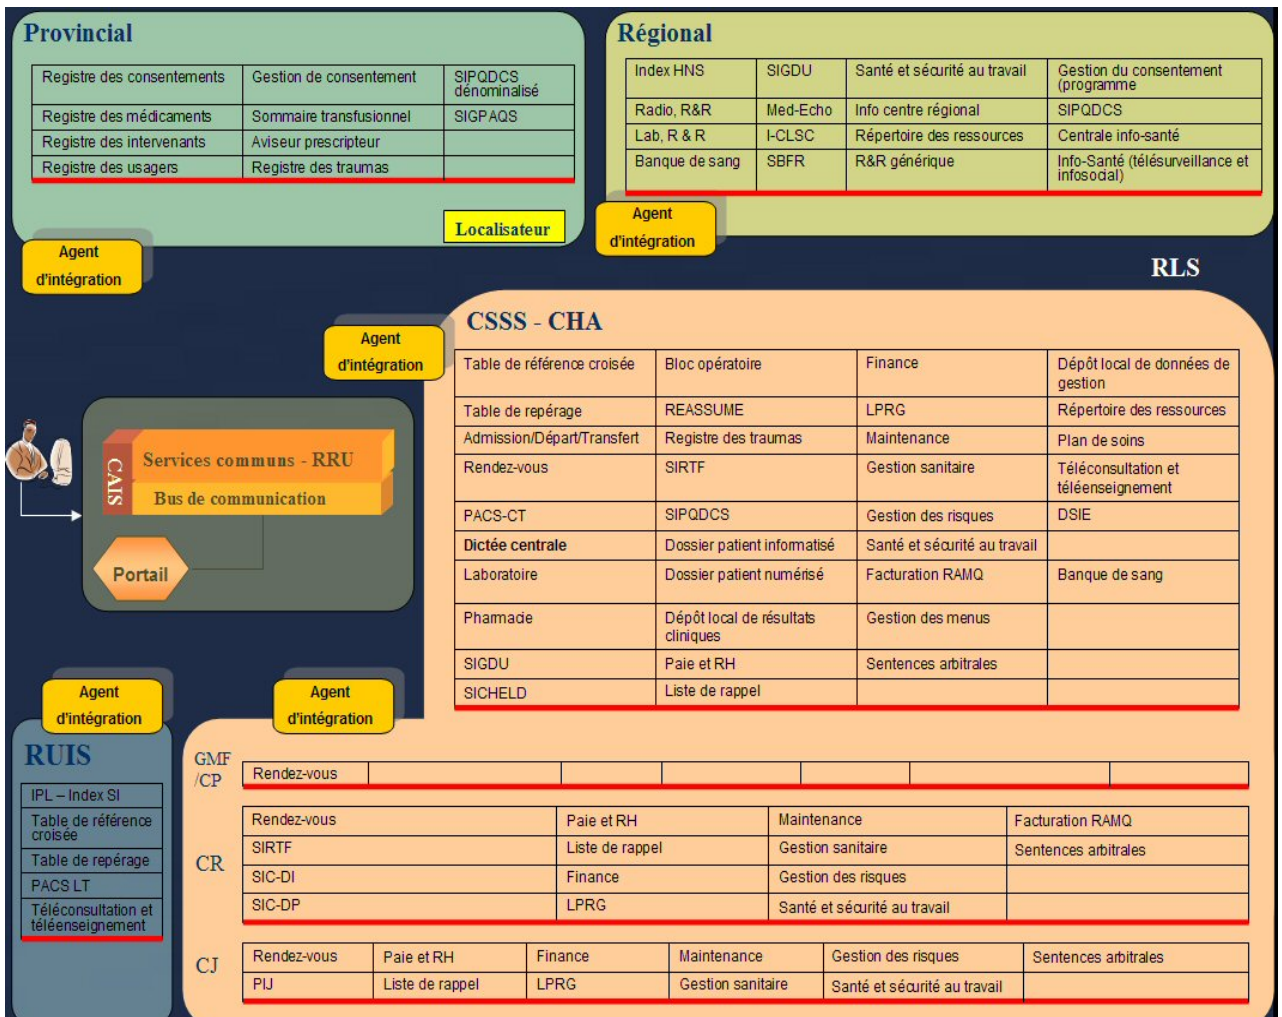 Provincial
Registre des consentements
Gestion de consentement
SIPQDCS
dénominalisé
Registre des médicaments
Sommaire transfusionnel
SIGPAQS
Registre des intervenants
Aviseur prescripteur
Registre des usagers
Registre des traumas
Localisateur
Agent
d'intégration
Régional
Index HNS
SIGDU
Santé et sécurité au travail
Gestion du consentement
(programme
Radio, R&R
Med-Echo
Info centre régional
SIPQDCS
Lab, R & R
I-CLSC
Répertoire des ressources
Centrale info-santé
Banque de sang
SBFR
R&R générique
Info-Santé (télésurveillance et
infosocial)
Agent
d'intégration
RLS
CSSS - CHA
Agent
d'intégration
Table de référence croisée
Bloc opératoire
Finance
Dépôt local de données de
gestion
Table de repérage
REASSUME
LPRG
Répertoire des ressources
Admission/Départ/Transfert
Registre des traumas
Maintenance
Plan de soins
Rendez-vous
SIRTF
Gestion sanitaire
Téléconsultation et
téléenseignement
PACS-CT
SIPQDCS
Gestion des risques
DSIE
Dictée centrale
Dossier patient informatisé
Santé et sécurité au travail
Laboratoire
Dossier patient numérisé
Facturation RAMQ
Banque de sang
Pharmacie
Dépôt local de résultats
cliniques
Gestion des menus
SIGDU
Paie et RH
Sentences arbitrales
SICHELD
Liste de rappel
CAIS
Services communs - RRU
Bus de communication
Portail
Agent
d'intégration
RUIS
IPL – Index SI
Table de référence
croisée
Table de repérage
PACS LT
Téléconsultation et
téléenseignement
Agent
d'intégration
GMF
/CP
Rendez-vous
CR
Rendez-vous
Paie et RH
Maintenance
Facturation RAMQ
SIRTF
Liste de rappel
Gestion sanitaire
Sentences arbitrales
SIC-DI
Finance
Gestion des risques
SIC-DP
LPRG
Santé et sécurité au travail
CJ
Rendez-vous
Paie et RH
Finance
Maintenance
Gestion des risques
Sentences arbitrales
PIJ
Liste de rappel
LPRG
Gestion sanitaire
Santé et sécurité au travail